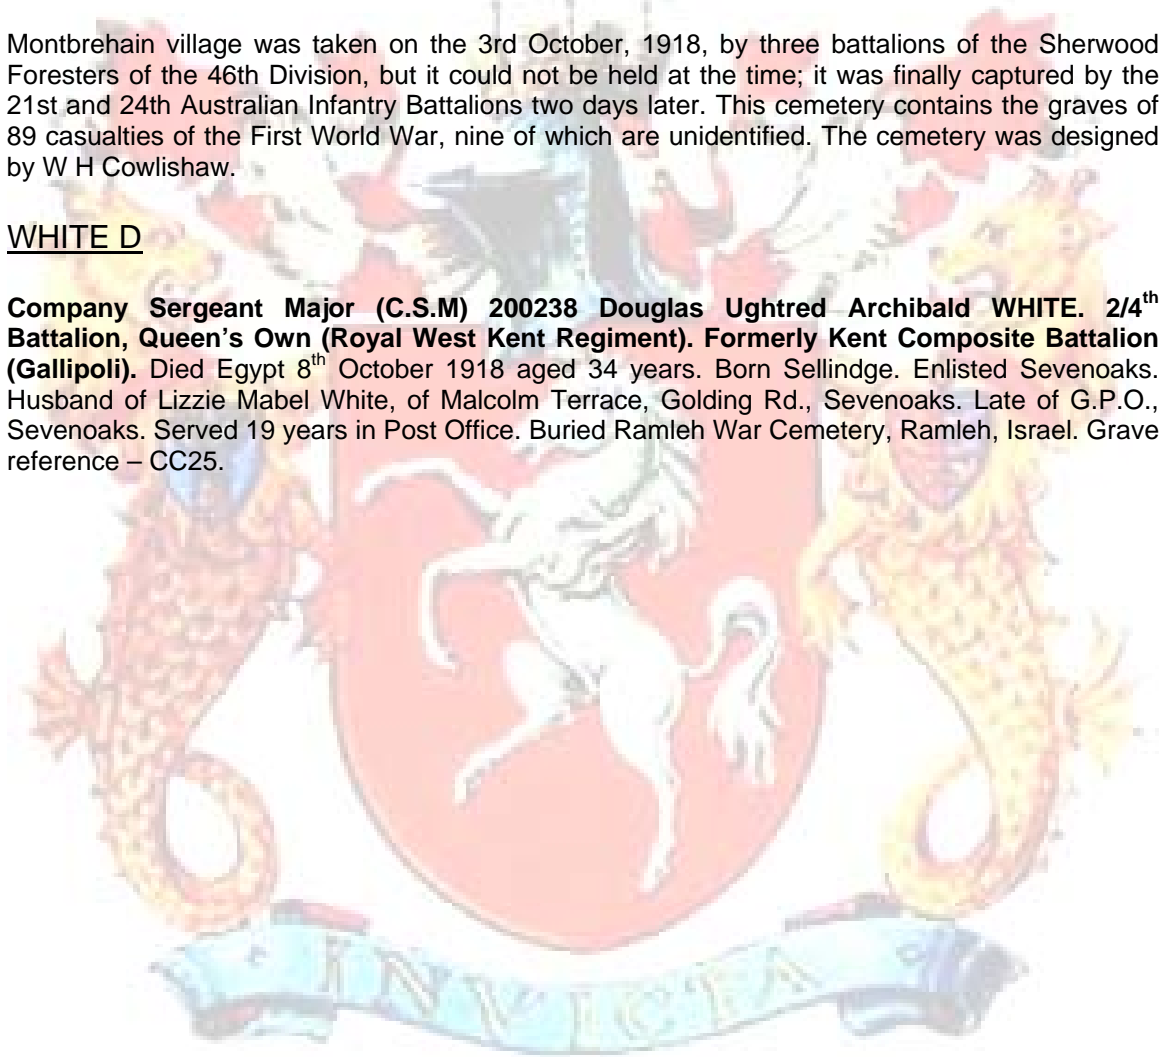 Montbrehain village was taken on the 3rd October, 1918, by three battalions of the Sherwood
Foresters of the 46th Division, but it could not be held at the time; it was finally captured by the
21st and 24th Australian Infantry Battalions two days later. This cemetery contains the graves of
89 casualties of the First World War, nine of which are unidentified. The cemetery was designed
by W H Cowlishaw.
WHITE D
Company Sergeant Major (C.S.M) 200238 Douglas Ughtred Archibald WHITE. 2/4th
Battalion, Queen’s Own (Royal West Kent Regiment). Formerly Kent Composite Battalion
(Gallipoli). Died Egypt 8th October 1918 aged 34 years. Born Sellindge. Enlisted Sevenoaks.
Husband of Lizzie Mabel White, of Malcolm Terrace, Golding Rd., Sevenoaks. Late of G.P.O.,
Sevenoaks. Served 19 years in Post Office. Buried Ramleh War Cemetery, Ramleh, Israel. Grave
reference – CC25.
INVICTA